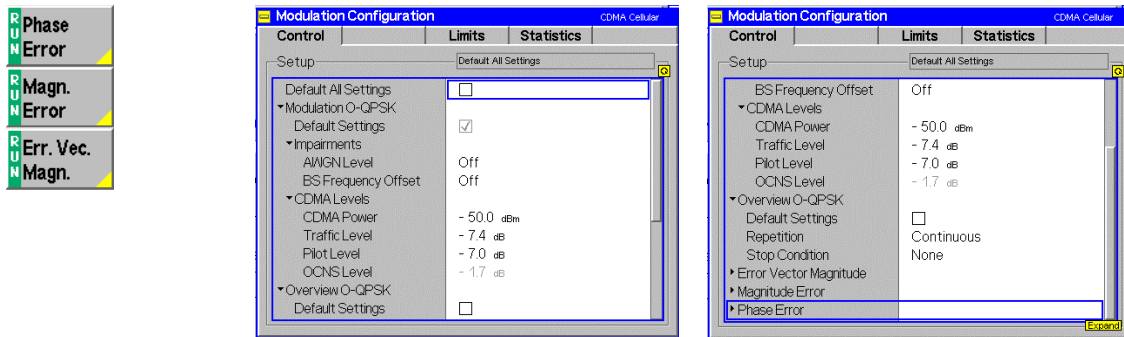 RUN
Phase
Error
RUN
Magn.
Error
RUN
Err. Vec.
Magn.
Modulation Configuration CDMA Cellular
Control Limits Statistics
Setup Default All Settings
Default All Settings
Modulation O-QPSK
Default Settings
Impairments
AWGN Level Off
BS Frequency Offset Off
CDMA Levels
CDMA Power - 50.0 dBm
Traffic Level - 7.4 dB
Pilot Level - 7.0 dB
OCNS Level - 1.7 dB
Overview O-QPSK
Default Settings
Modulation Configuration CDMA Cellular
Control Limits Statistics
Setup Default All Settings
BS Frequency Offset Off
CDMA Levels
CDMA Power - 50.0 dBm
Traffic Level - 7.4 dB
Pilot Level - 7.0 dB
OCNS Level - 1.7 dB
Overview O-QPSK
Default Settings
Repetition Continuous
Stop Condition None
Error Vector Magnitude
Magnitude Error
Phase Error
Expand